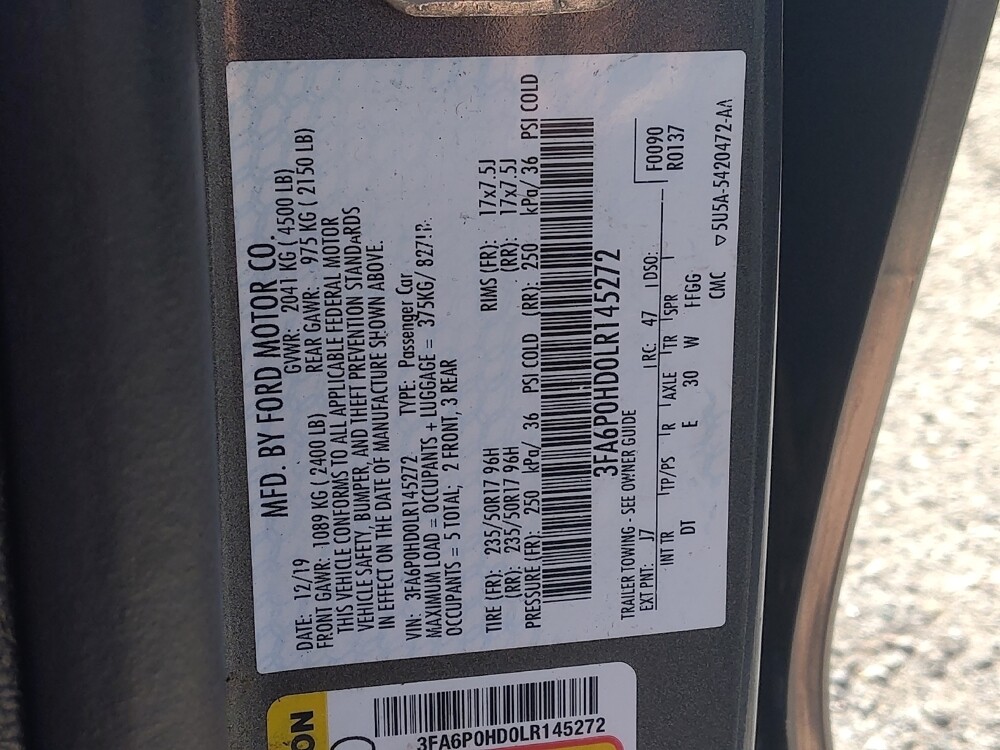 MFD. BY FORD MOTOR CO.
DATE: 12/19 GVWR: 2041 KG ( 4500 LB)
FRONT GAWR: 1089 KG ( 2400 LB) REAR GAWR: 975 KG ( 2150 LB)
THIS VEHICLE CONFORMS TO ALL APPLICABLE FEDERAL MOTOR
VEHICLE SAFETY, BUMPER, AND THEFT PREVENTION STANDARDS
IN EFFECT ON THE DATE OF MANUFACTURE SHOWN ABOVE.
VIN: 3FA6P0HD0LR145272 TYPE: Passenger Car
MAXIMUM LOAD = OCCUPANTS + LUGGAGE = 375KG/ 827LB
OCCUPANTS = 5 TOTAL; 2 FRONT, 3 REAR
TIRE (FR): 235/50R17 96H RIMS (FR): 17x7.5J
(RR): 235/50R17 96H (RR): 17x7.5J
PRESSURE (FR): 250 kPa/ 36 PSI COLD (RR): 250 kPa/ 36 PSI COLD
3FA6P0HD0LR145272
TRAILER TOWING - SEE OWNER GUIDE F0090
EXT PNT: J7 RC: 47 DSO: R0137
INT TR TP/PS R AXLE TR SPR
DT E 30 W FFGG
CMC ▽5U5A-5420472-AA
ON
3FA6P0HD0LR145272